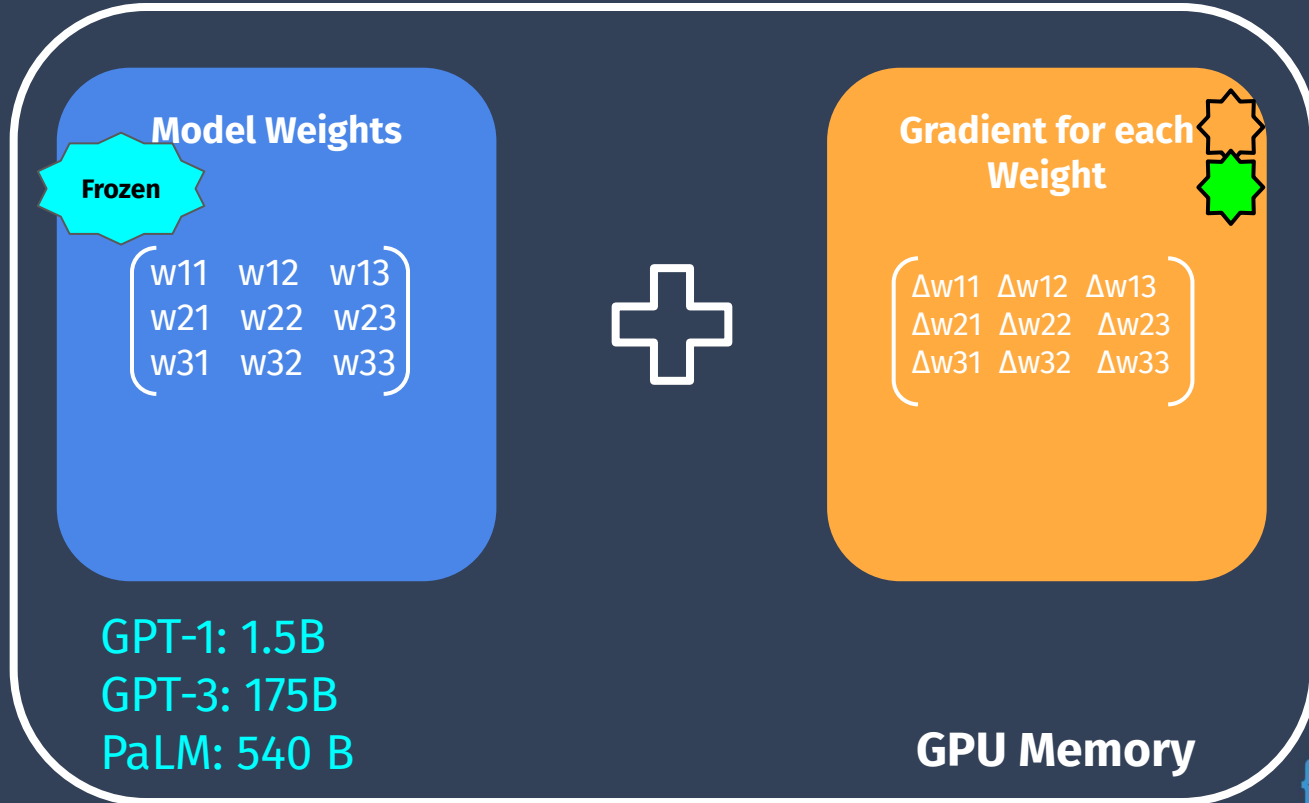 Model Weights
Frozen
w11 w12 w13
w21 w22 w23
w31 w32 w33
Gradient for each
Weight
Δw11 Δw12 Δw13
Δw21 Δw22 Δw23
Δw31 Δw32 Δw33
GPT-1: 1.5B
GPT-3: 175B
PaLM: 540 B
GPU Memory